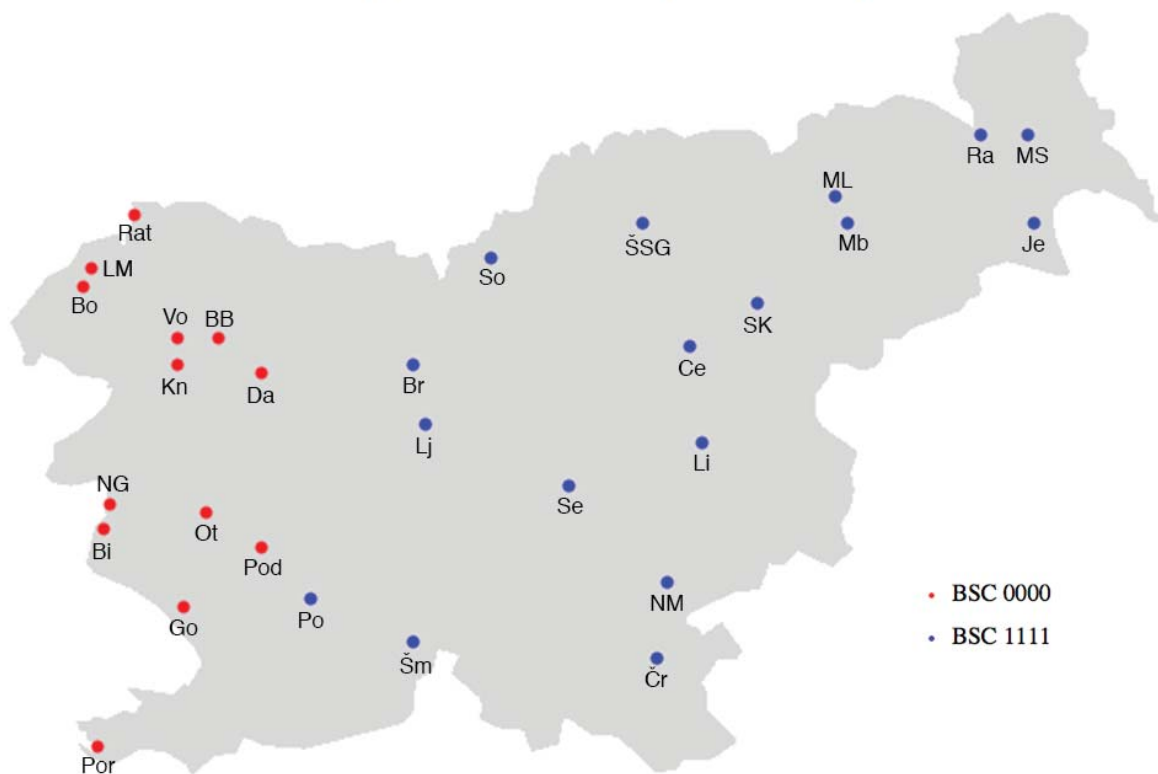 Ra
MS
ML
Rat
ŠSG
Mb
Je
LM
So
Bo
Vo
BB
SK
Kn
Da
Br
Ce
Lj
Li
NG
Se
Ot
Bi
Pod
NM
BSC 0000
Go
Po
BSC 1111
Šm
Čr
Por